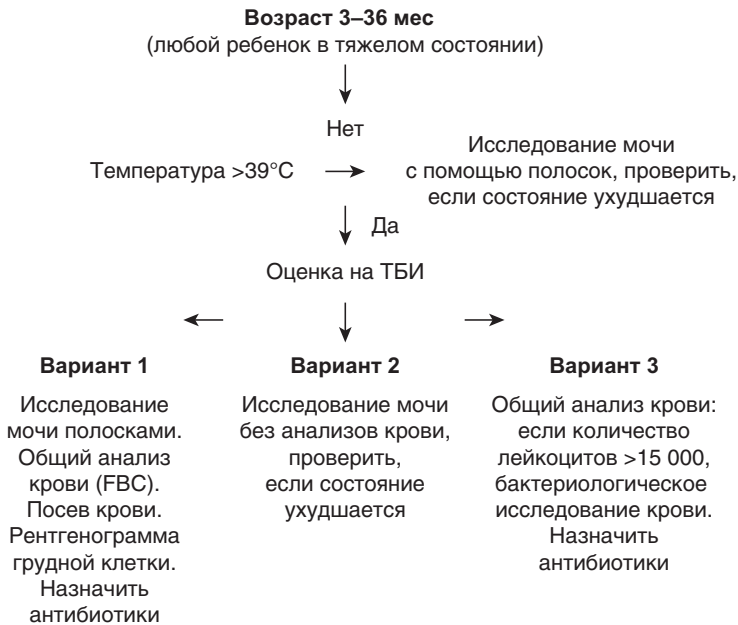 Возраст 3–36 мес
(любой ребенок в тяжелом состоянии)
Нет
Температура >39°C
Исследование мочи
с помощью полосок, проверить,
если состояние ухудшается
Да
Оценка на ТБИ
Вариант 1
Исследование
мочи полосками.
Общий анализ
крови (FBC).
Посев крови.
Рентгенограмма
грудной клетки.
Назначить
антибиотики
Вариант 2
Исследование мочи
без анализов крови,
проверить,
если состояние
ухудшается
Вариант 3
Общий анализ крови:
если количество
лейкоцитов >15 000,
бактериологическое
исследование крови.
Назначить
антибиотики